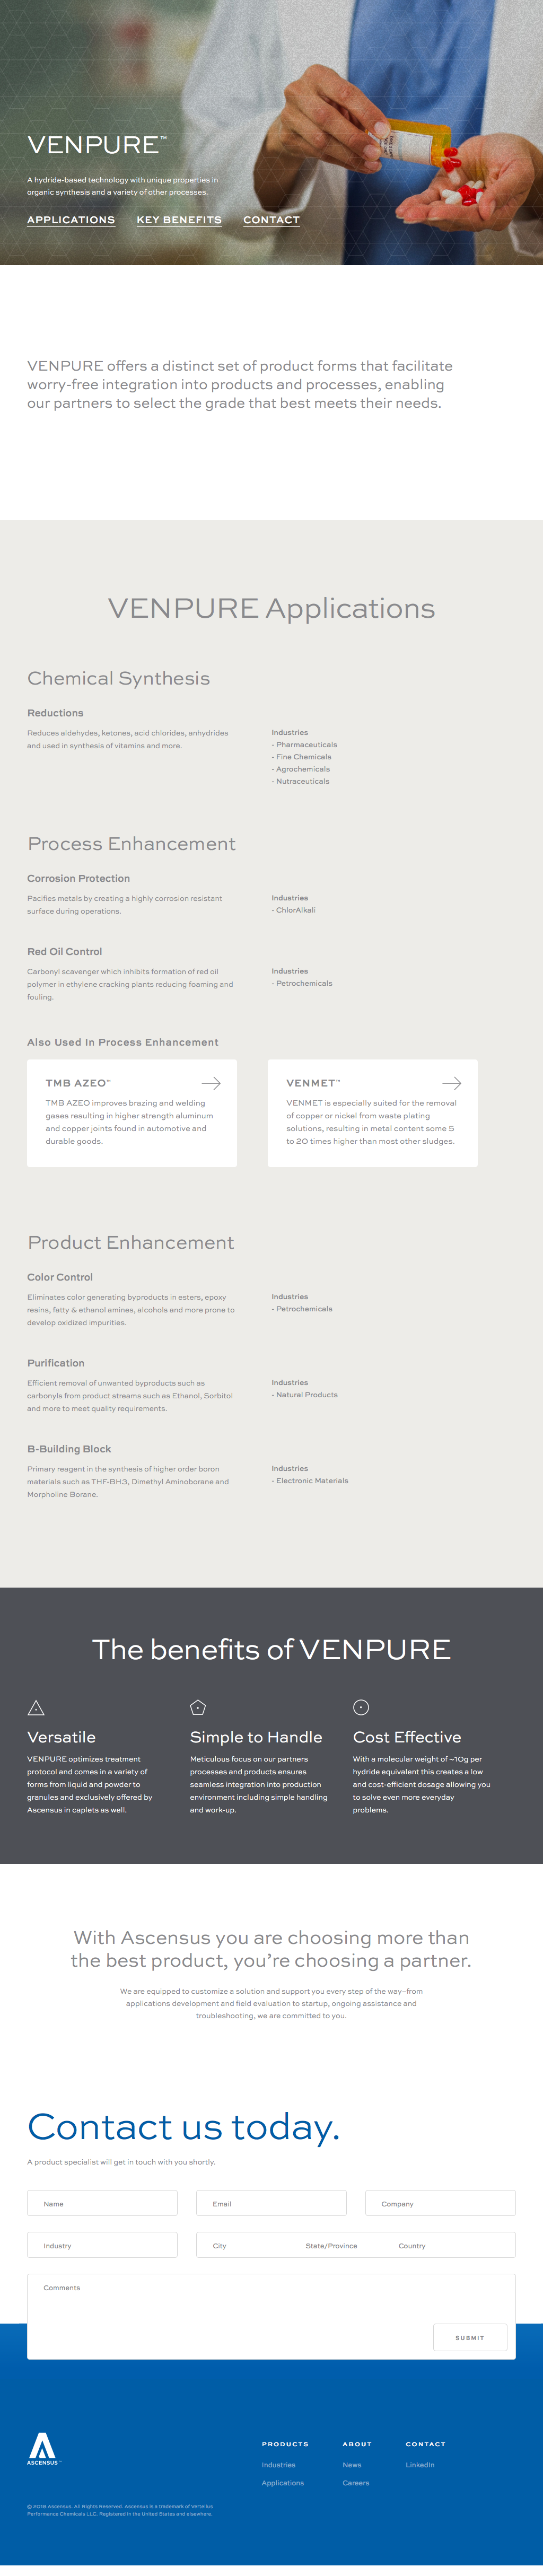 VENPURE™
A hydride-based technology with unique properties in
organic synthesis and a variety of other processes.
APPLICATIONS KEY BENEFITS CONTACT
VENPURE offers a distinct set of product forms that facilitate
worry-free integration into products and processes, enabling
our partners to select the grade that best meets their needs.
VENPURE Applications
Chemical Synthesis
Reductions
Reduces aldehydes, ketones, acid chlorides, anhydrides
and used in synthesis of vitamins and more.
Industries
- Pharmaceuticals
- Fine Chemicals
- Agrochemicals
- Nutraceuticals
Process Enhancement
Corrosion Protection
Pacifies metals by creating a highly corrosion resistant
surface during operations.
Industries
- ChlorAlkali
Red Oil Control
Carbonyl scavenger which inhibits formation of red oil
polymer in ethylene cracking plants reducing foaming and
fouling.
Industries
- Petrochemicals
Also Used In Process Enhancement
TMB AZEO™
TMB AZEO improves brazing and welding
gases resulting in higher strength aluminum
and copper joints found in automotive and
durable goods.
VENMET™
VENMET is especially suited for the removal
of copper or nickel from waste plating
solutions, resulting in metal content some 5
to 20 times higher than most other sludges.
Product Enhancement
Color Control
Eliminates color generating byproducts in esters, epoxy
resins, fatty & ethanol amines, alcohols and more prone to
develop oxidized impurities.
Industries
- Petrochemicals
Purification
Efficient removal of unwanted byproducts such as
carbonyls from product streams such as Ethanol, Sorbitol
and more to meet quality requirements.
Industries
- Natural Products
B-Building Block
Primary reagent in the synthesis of higher order boron
materials such as THF-BH3, Dimethyl Aminoborane and
Morpholine Borane.
Industries
- Electronic Materials
The benefits of VENPURE
Versatile
VENPURE optimizes treatment
protocol and comes in a variety of
forms from liquid and powder to
granules and exclusively offered by
Ascensus in caplets as well.
Simple to Handle
Meticulous focus on our partners
processes and products ensures
seamless integration into production
environment including simple handling
and work-up.
Cost Effective
With a molecular weight of ~10g per
hydride equivalent this creates a low
and cost-efficient dosage allowing you
to solve even more everyday
problems.
With Ascensus you are choosing more than
the best product, you're choosing a partner.
We are equipped to customize a solution and support you every step of the way–from
applications development and field evaluation to startup, ongoing assistance and
troubleshooting, we are committed to you.
Contact us today.
A product specialist will get in touch with you shortly.
Name Email Company
Industry City State/Province Country
Comments
SUBMIT
ASCENSUS™
PRODUCTS ABOUT CONTACT
Industries News LinkedIn
Applications Careers
© 2018 Ascensus. All Rights Reserved. Ascensus is a trademark of Vertellus
Performance Chemicals LLC. Registered in the United States and elsewhere.